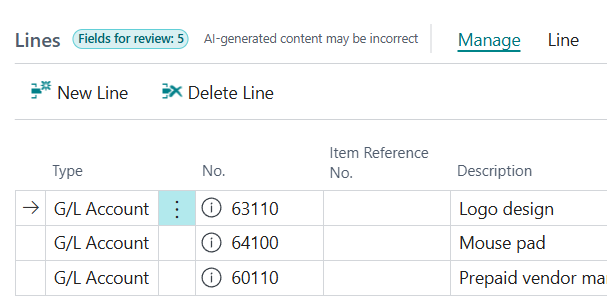 Lines Fields for review: 5 AI-generated content may be incorrect Manage Line
New Line Delete Line
Type No. Item Reference No. Description
G/L Account 63110 Logo design
G/L Account 64100 Mouse pad
G/L Account 60110 Prepaid vendor